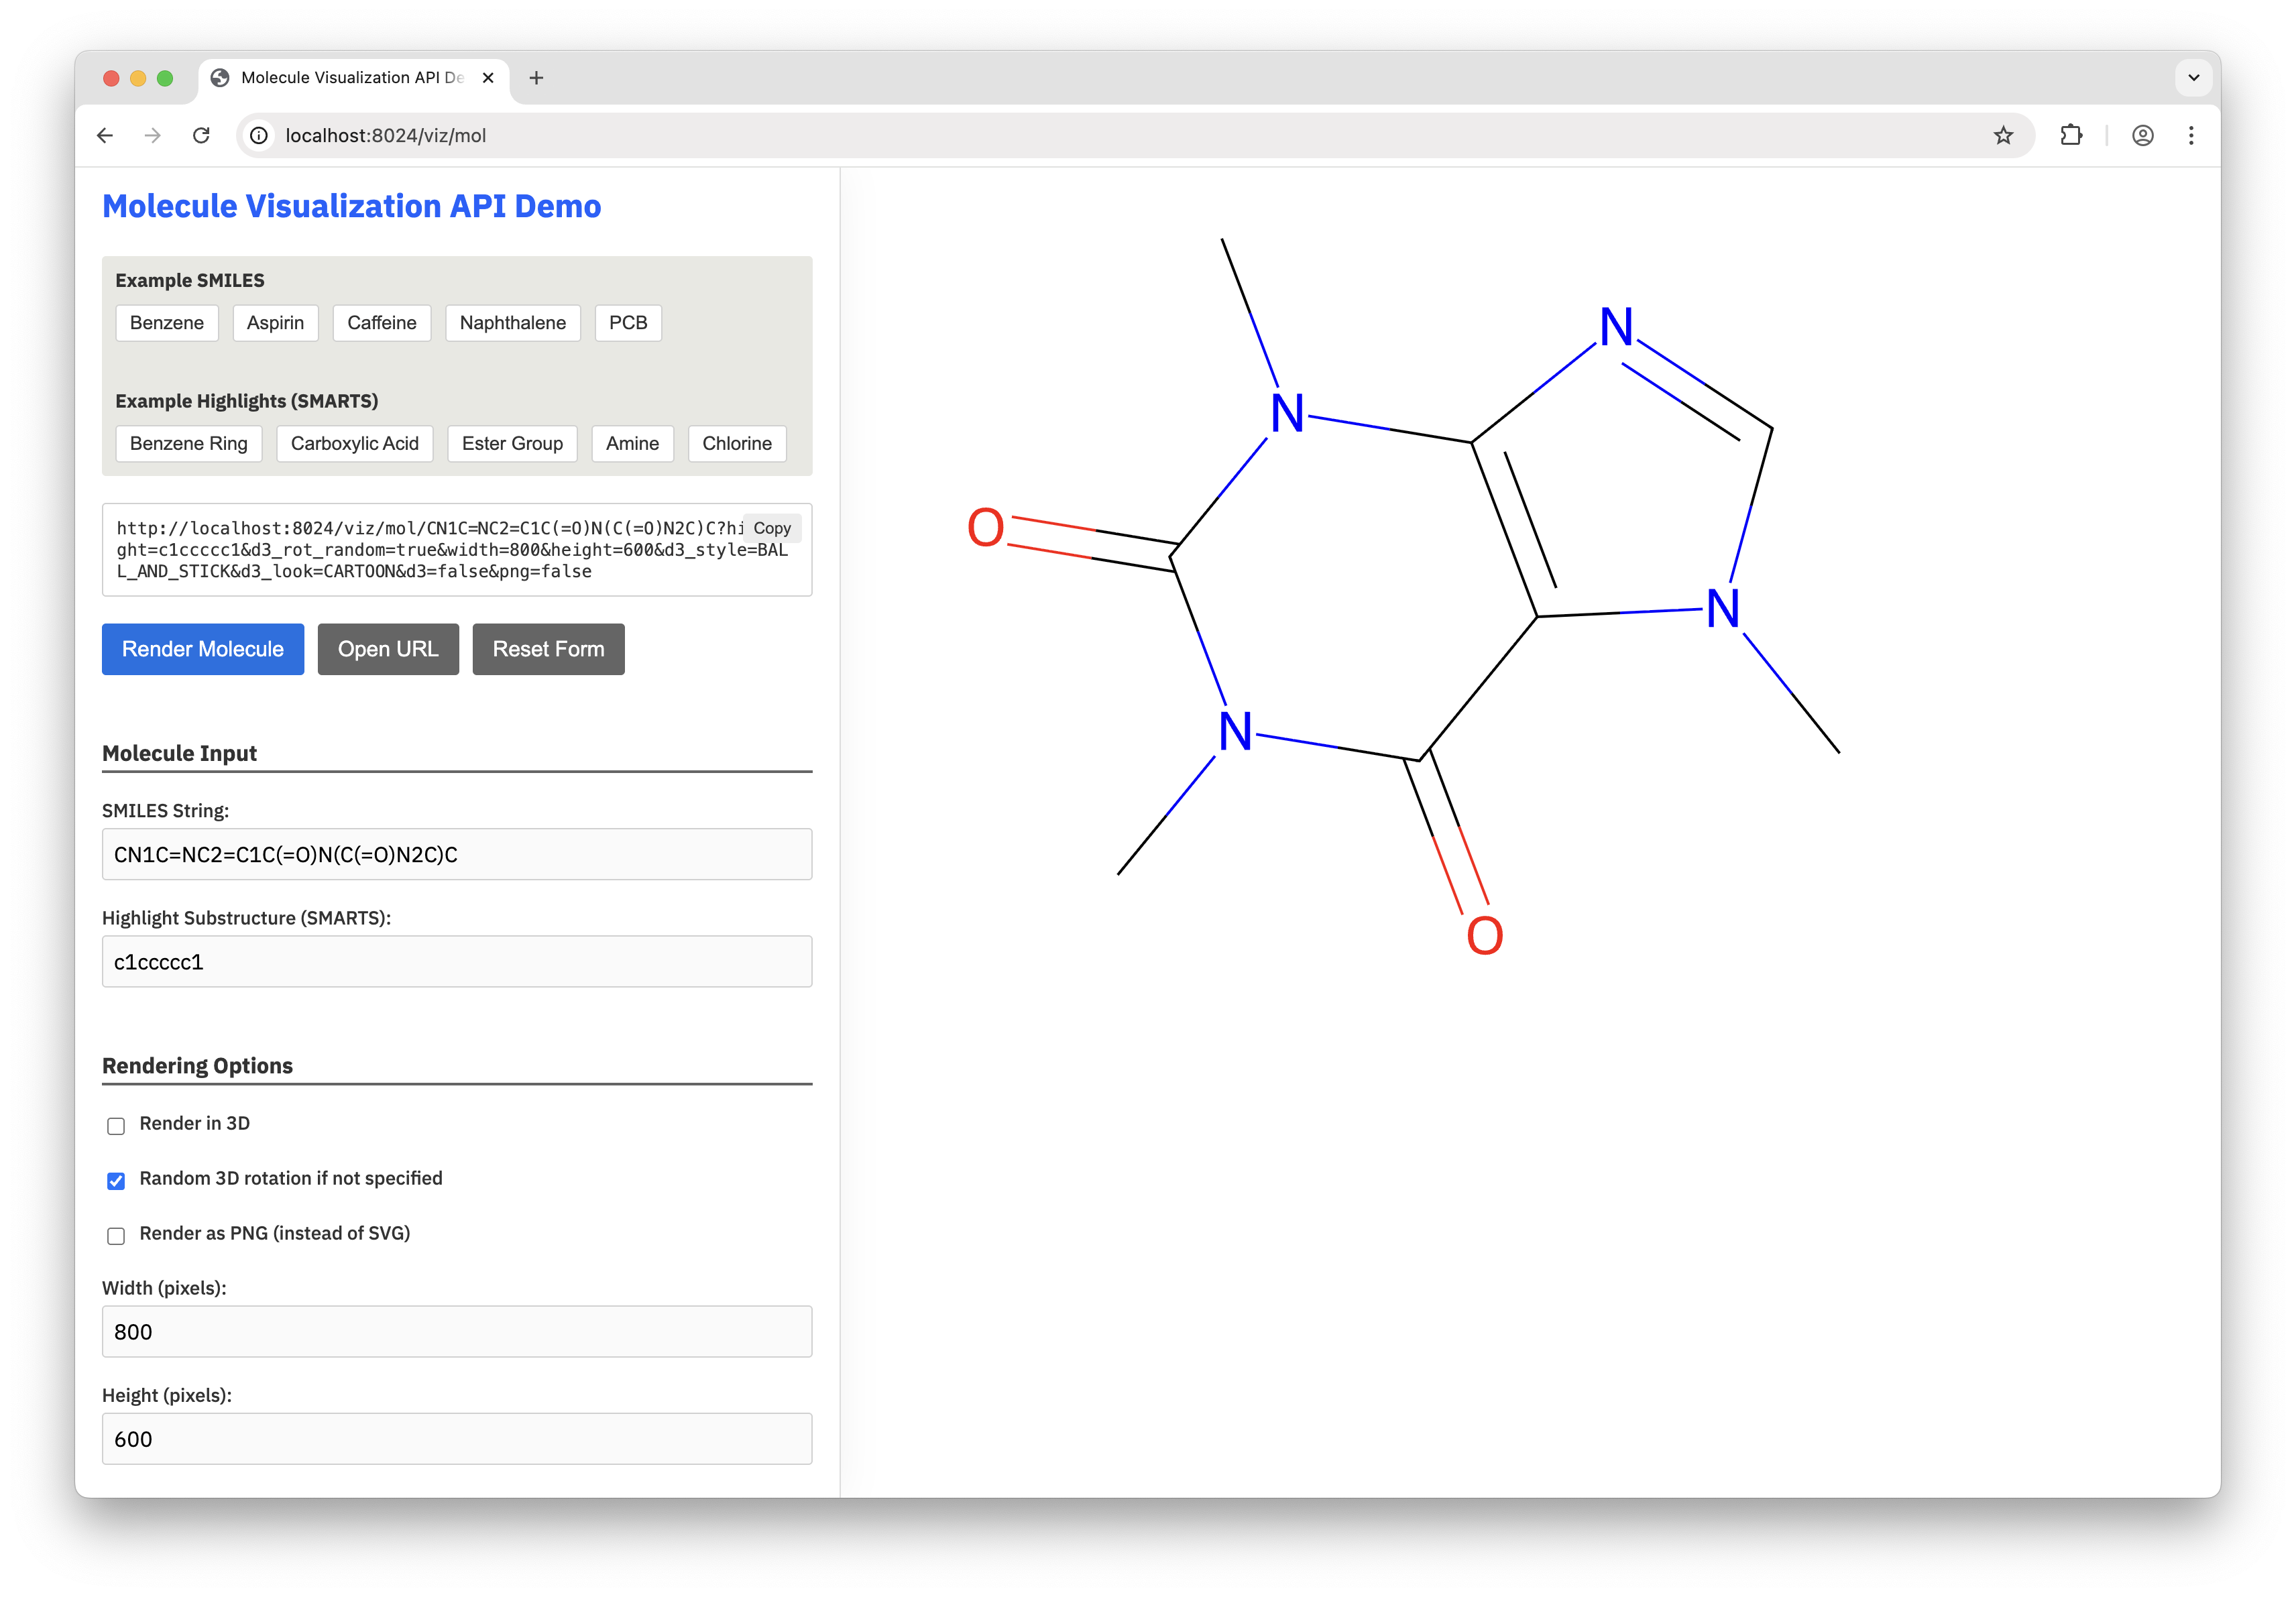 Molecule Visualization API De
localhost:8024/viz/mol
Molecule Visualization API Demo
Example SMILES
Benzene Aspirin Caffeine Naphthalene PCB
Example Highlights (SMARTS)
Benzene Ring Carboxylic Acid Ester Group Amine Chlorine
http://localhost:8024/viz/mol/CN1C=NC2=C1C(=O)N(C(=O)N2C)C?hi
Copy
ght=c1ccccc1&d3_rot_random=true&width=800&height=600&d3_style=BAL
L_AND_STICK&d3_look=CARTOON&d3=false&png=false
Render Molecule Open URL Reset Form
Molecule Input
SMILES String:
CN1C=NC2=C1C(=O)N(C(=O)N2C)C
Highlight Substructure (SMARTS):
c1ccccc1
Rendering Options
Render in 3D
Random 3D rotation if not specified
Render as PNG (instead of SVG)
Width (pixels):
800
Height (pixels):
600
N
N
O
N
N
O